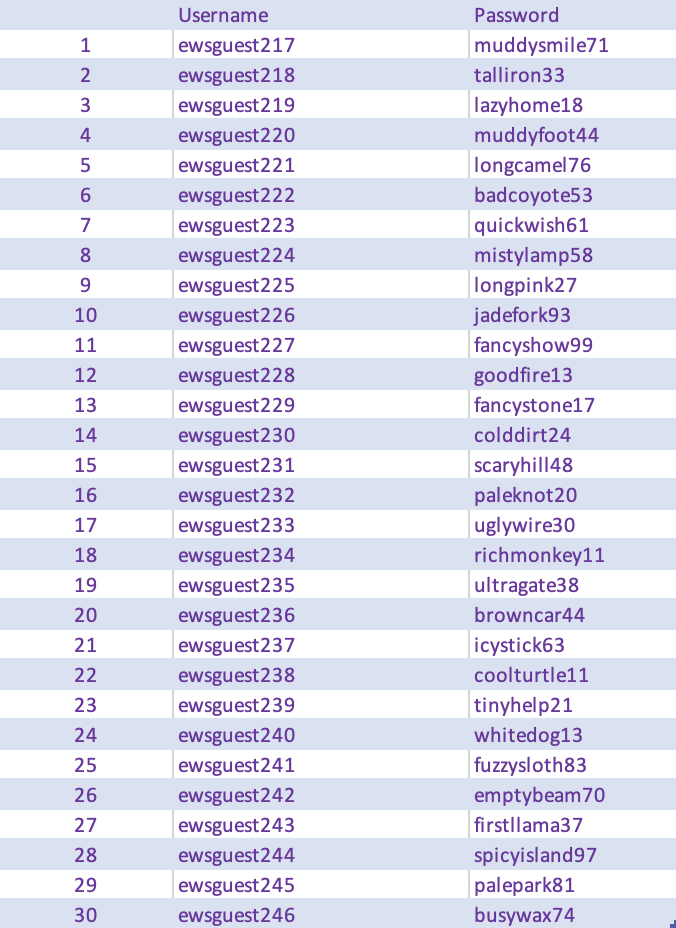 Username Password
1 ewsguest217 muddysmile71
2 ewsguest218 talliron33
3 ewsguest219 lazyhome18
4 ewsguest220 muddyfoot44
5 ewsguest221 longcamel76
6 ewsguest222 badcoyote53
7 ewsguest223 quickwish61
8 ewsguest224 mistylamp58
9 ewsguest225 longpink27
10 ewsguest226 jadefork93
11 ewsguest227 fancyshow99
12 ewsguest228 goodfire13
13 ewsguest229 fancystone17
14 ewsguest230 colddirt24
15 ewsguest231 scaryhill48
16 ewsguest232 paleknot20
17 ewsguest233 uglywire30
18 ewsguest234 richmonkey11
19 ewsguest235 ultragate38
20 ewsguest236 browncar44
21 ewsguest237 icystick63
22 ewsguest238 coolturtle11
23 ewsguest239 tinyhelp21
24 ewsguest240 whitedog13
25 ewsguest241 fuzzysloth83
26 ewsguest242 emptybeam70
27 ewsguest243 firstllama37
28 ewsguest244 spicyisland97
29 ewsguest245 palepark81
30 ewsguest246 busywax74